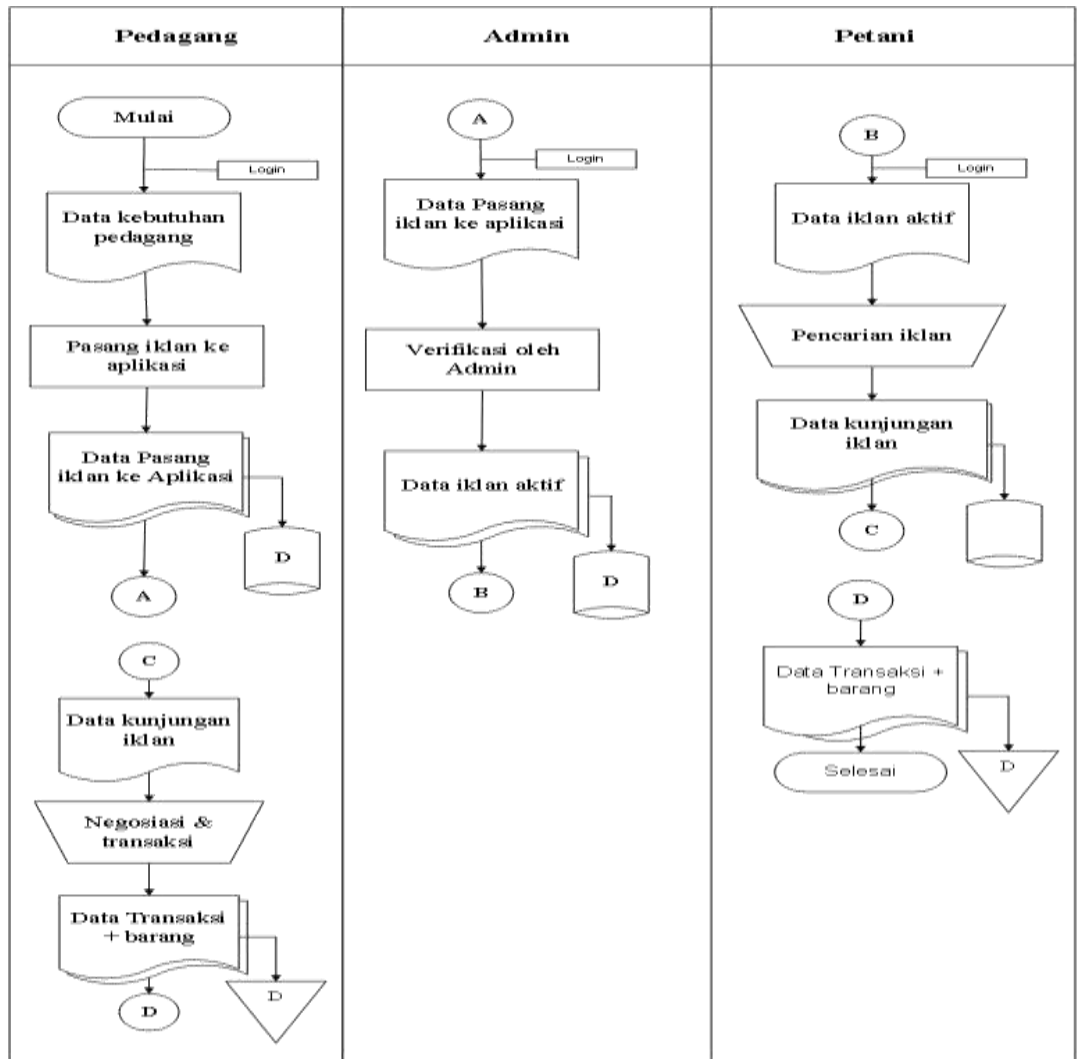 Pedagang
Admin
Petani
Mulai
Login
Data kebutuhan
pedagang
Pasang iklan ke
aplikasi
Data Pasang
iklan ke Aplikasi
D
A
C
Data kunjungan
iklan
Negosiasi &
transaksi
Data Transaksi
+ barang
D
D
A
Login
Data Pasang
iklan ke aplikasi
Verifikasi oleh
Admin
Data iklan aktif
D
B
B
Login
Data iklan aktif
Pencarian iklan
Data kunjungan
iklan
C
D
Data Transaksi +
barang
Selesai
D